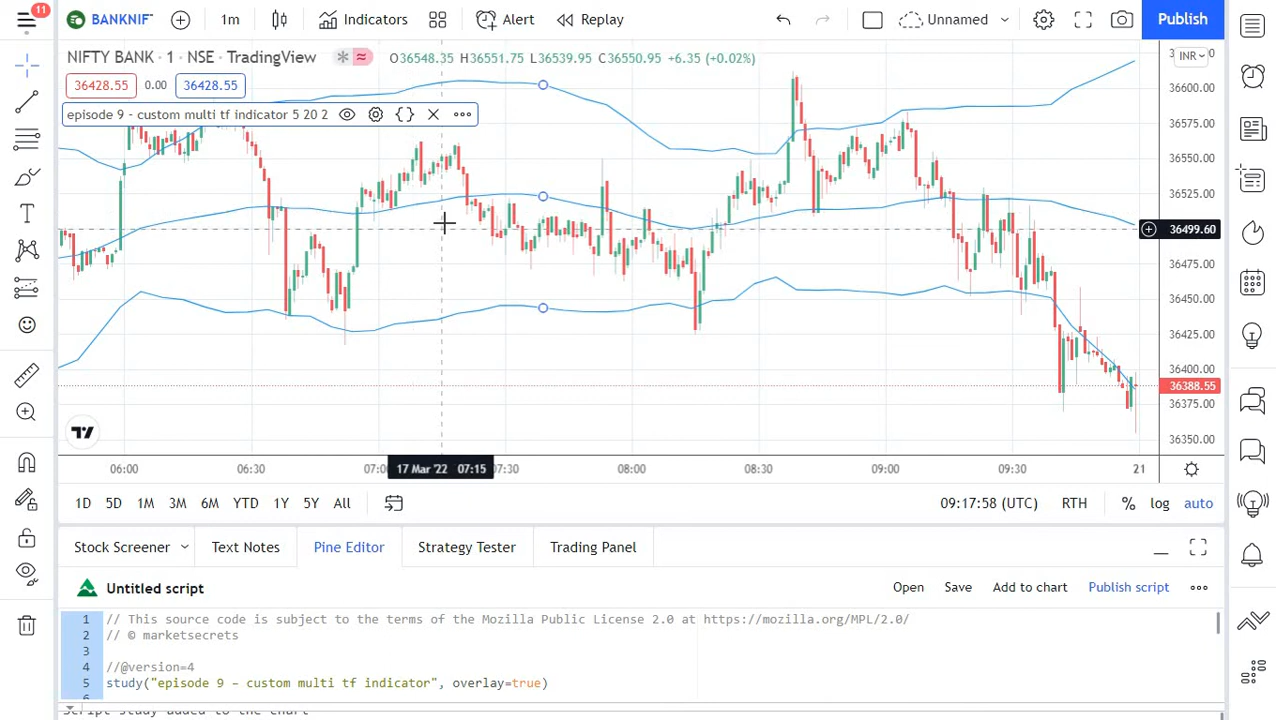 11
BANKNIF
1m
Indicators
Alert
Replay
Unnamed
Publish
NIFTY BANK · 1 · NSE · TradingView
O36548.35 H36551.75 L36539.95 C36550.95 +6.35 (+0.02%)
INR
36428.55 0.00 36428.55
episode 9 - custom multi tf indicator 5 20 2
36600.00
36575.00
36550.00
36525.00
36499.60
36475.00
36450.00
36425.00
36400.00
36388.55
36375.00
36350.00
06:00 06:30 07:00 17 Mar '22 07:15 07:30 08:00 08:30 09:00 09:30 21
1D 5D 1M 3M 6M YTD 1Y 5Y All
09:17:58 (UTC) RTH % log auto
Stock Screener Text Notes Pine Editor Strategy Tester Trading Panel
Untitled script
Open Save Add to chart Publish script
1 // This source code is subject to the terms of the Mozilla Public License 2.0 at https://mozilla.org/MPL/2.0/
2 // © marketsecrets
3
4 //@version=4
5 study("episode 9 - custom multi tf indicator", overlay=true)
Script study added to the chart